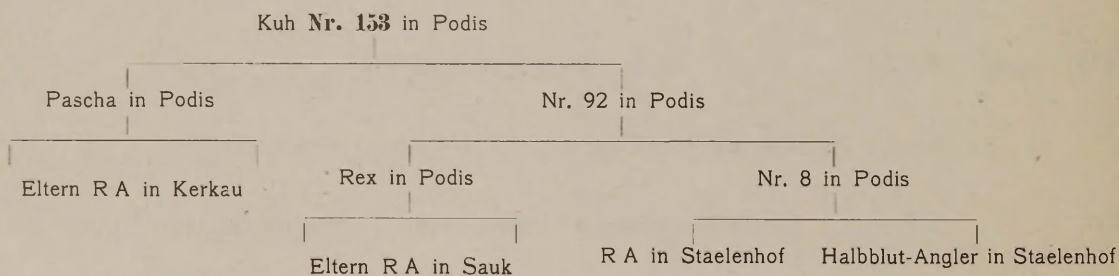 Kuh Nr. 153 in Podis
Pascha in Podis Nr. 92 in Podis
Eltern R A in Kerkau Rex in Podis Nr. 8 in Podis
Eltern R A in Sauk R A in Staelenhof Halbblut-Angler in Staelenhof